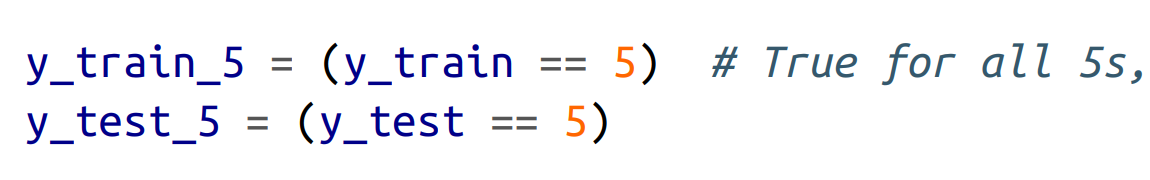 y_train_5 = (y_train == 5)  # True for all 5s,
y_test_5 = (y_test == 5)